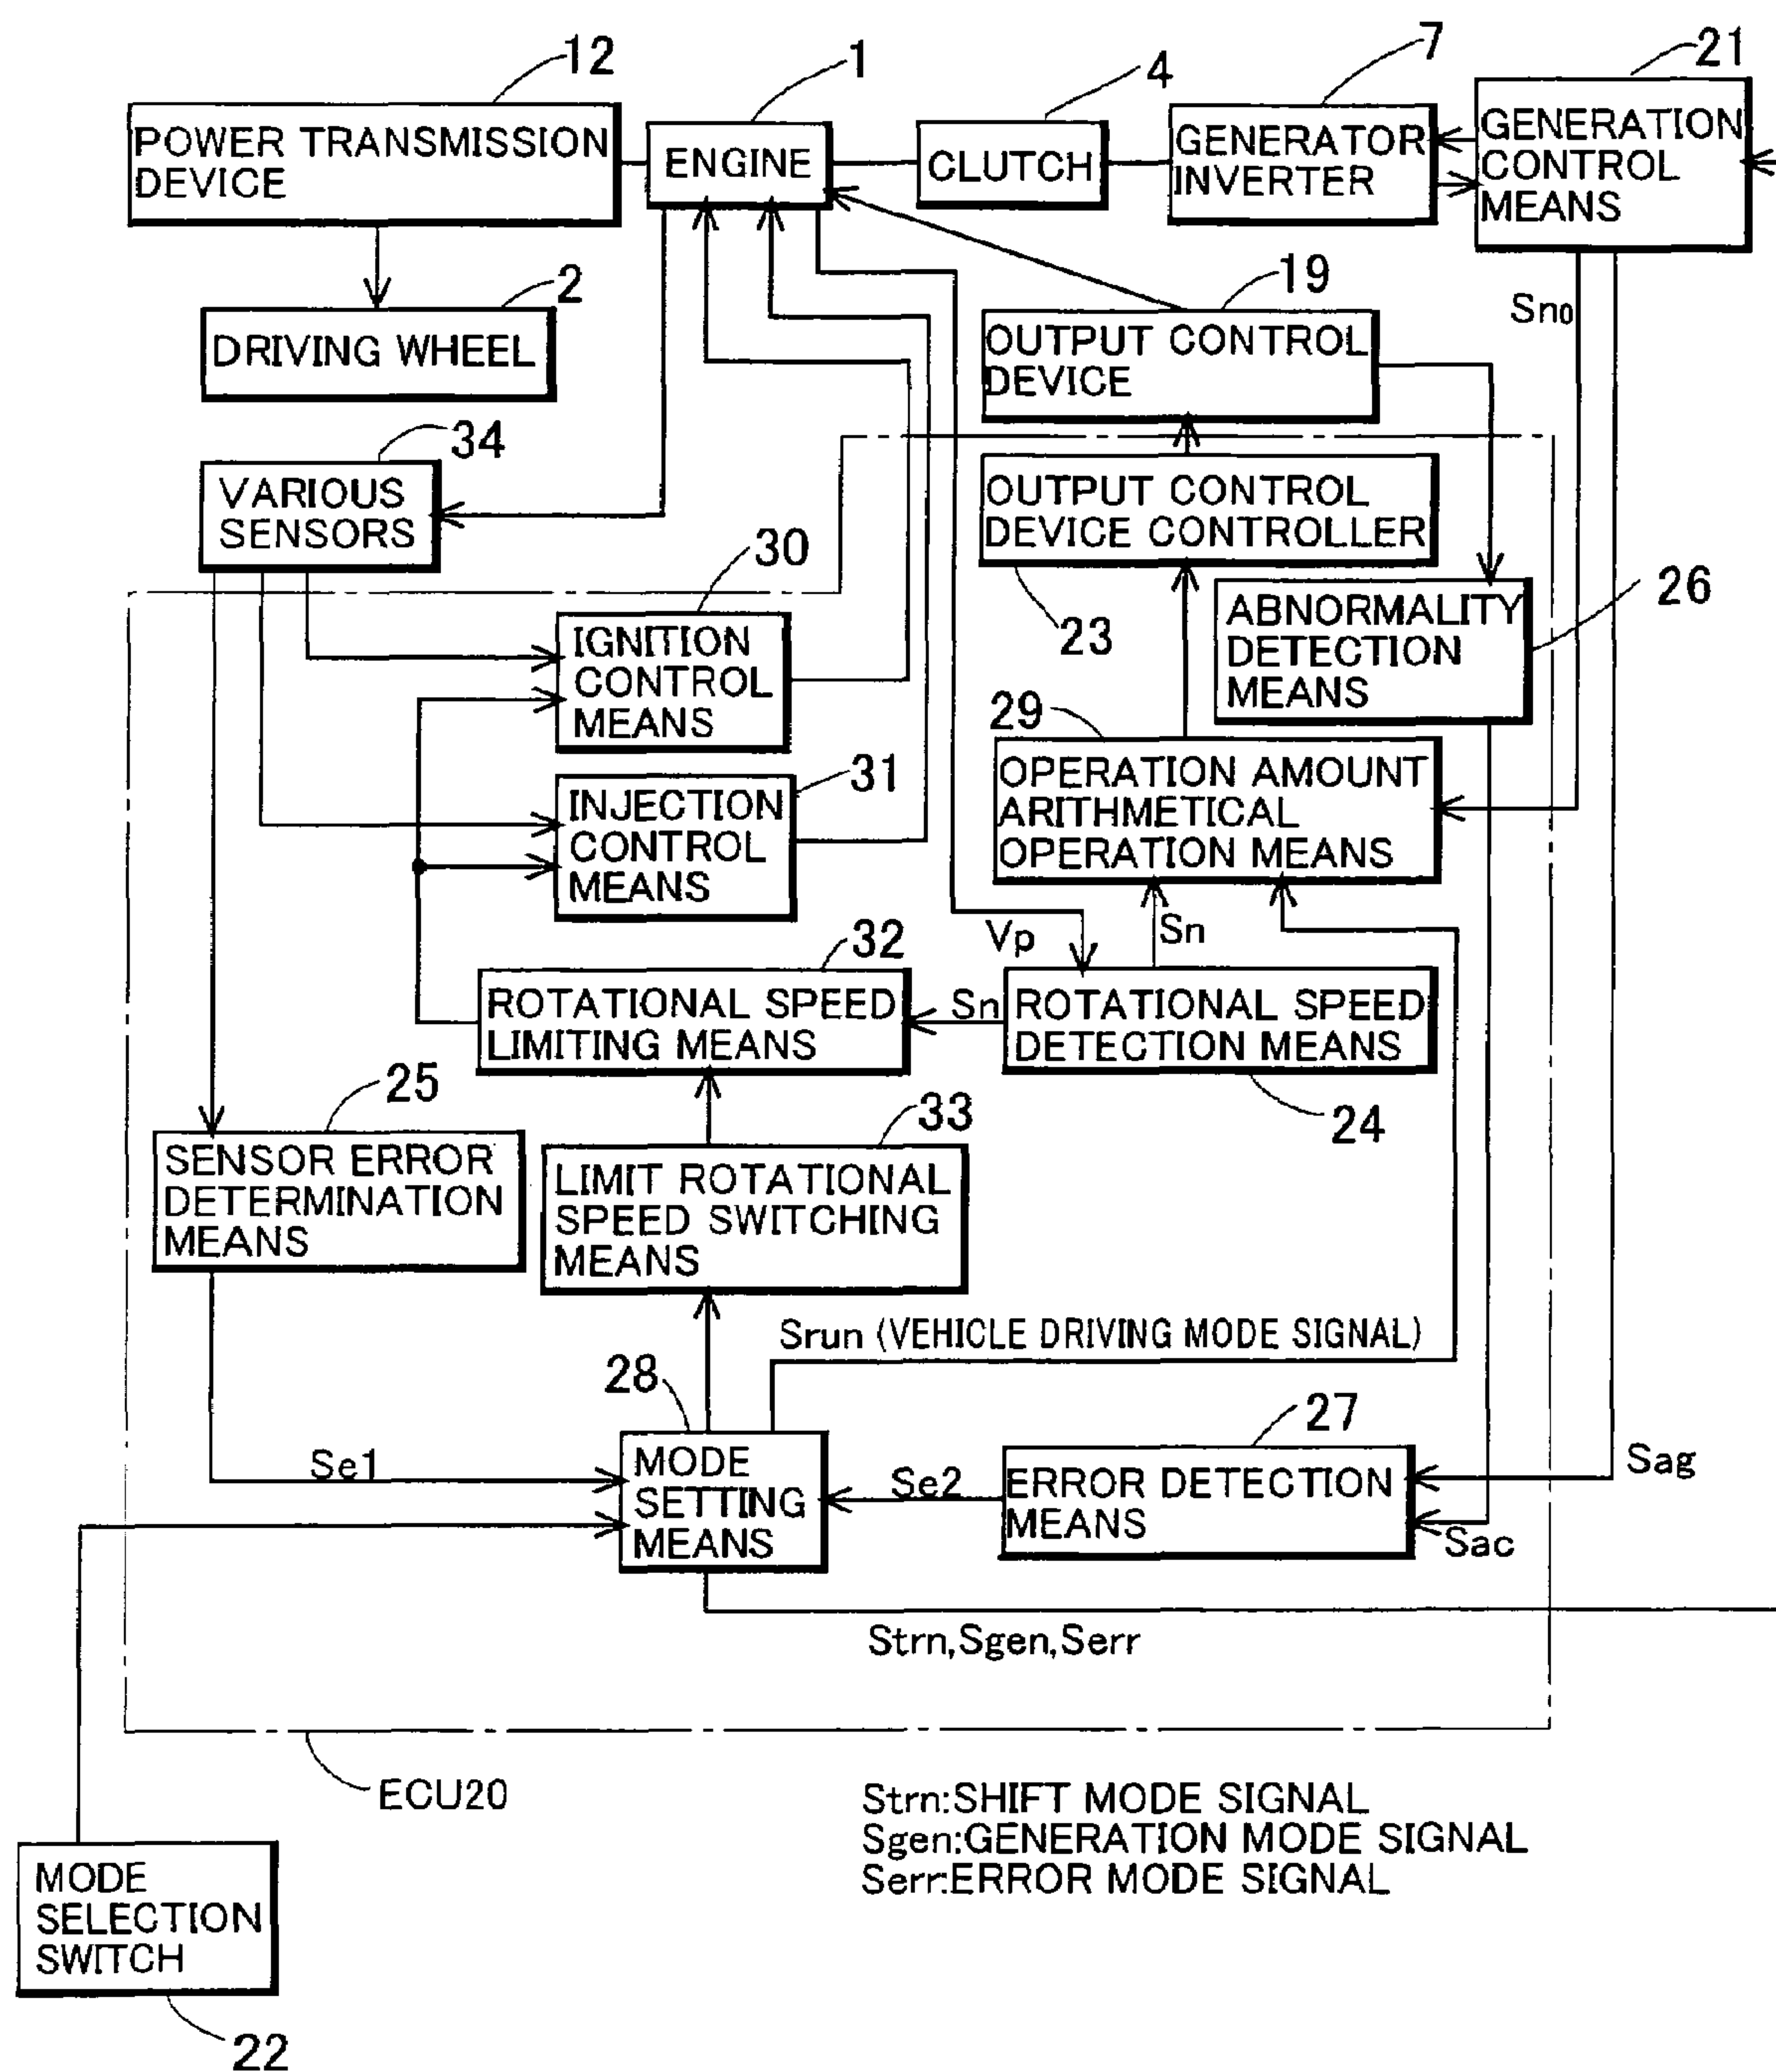 12
1
4
7
21
POWER TRANSMISSION
DEVICE
ENGINE
CLUTCH
GENERATOR
INVERTER
GENERATION
CONTROL
MEANS
2
DRIVING WHEEL
19
OUTPUT CONTROL
DEVICE
Sn0
34
VARIOUS
SENSORS
OUTPUT CONTROL
DEVICE CONTROLLER
23
30
IGNITION
CONTROL
MEANS
ABNORMALITY
DETECTION
MEANS
26
29
OPERATION AMOUNT
ARITHMETICAL
OPERATION MEANS
31
INJECTION
CONTROL
MEANS
Vp
Sn
32
ROTATIONAL SPEED
LIMITING MEANS
Sn
ROTATIONAL SPEED
DETECTION MEANS
24
25
SENSOR ERROR
DETERMINATION
MEANS
33
LIMIT ROTATIONAL
SPEED SWITCHING
MEANS
Srun (VEHICLE DRIVING MODE SIGNAL)
28
MODE
SETTING
MEANS
Se1
Se2
27
ERROR DETECTION
MEANS
Sag
Sac
Strn,Sgen,Serr
ECU20
Strn:SHIFT MODE SIGNAL
Sgen:GENERATION MODE SIGNAL
Serr:ERROR MODE SIGNAL
MODE
SELECTION
SWITCH
22